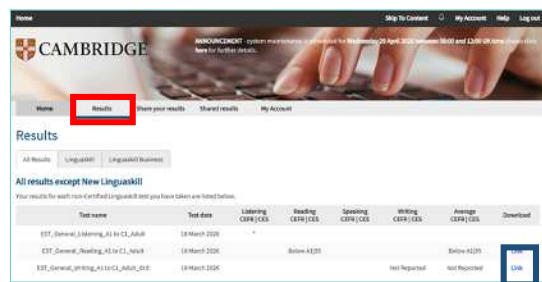 Home Skip To Content My Account Help Log out
CAMBRIDGE
ANNOUNCEMENT - system maintenance is scheduled for Wednesday 29 April 2026 between 08:00 and 12:00 UK time
here for further details.
Home Results Share your results Shared results My Account
Results
All Results Linguaskill Linguaskill Business
All results except New Linguaskill
Your results for each non-Certified Linguaskill test you have taken are listed below.
Test name Test date Listening CEFR | CES Reading CEFR | CES Speaking CEFR | CES Writing CEFR | CES Average CEFR | CES Download
EST_General_Listening_A1 to C1_Adult 18 March 2026 *
EST_General_Reading_A1 to C1_Adult 18 March 2026 Below A1|35 Below A1|35 Link
EST_General_Writing_A1 to C1_Adult 18 March 2026 Not Reported Not Reported Link